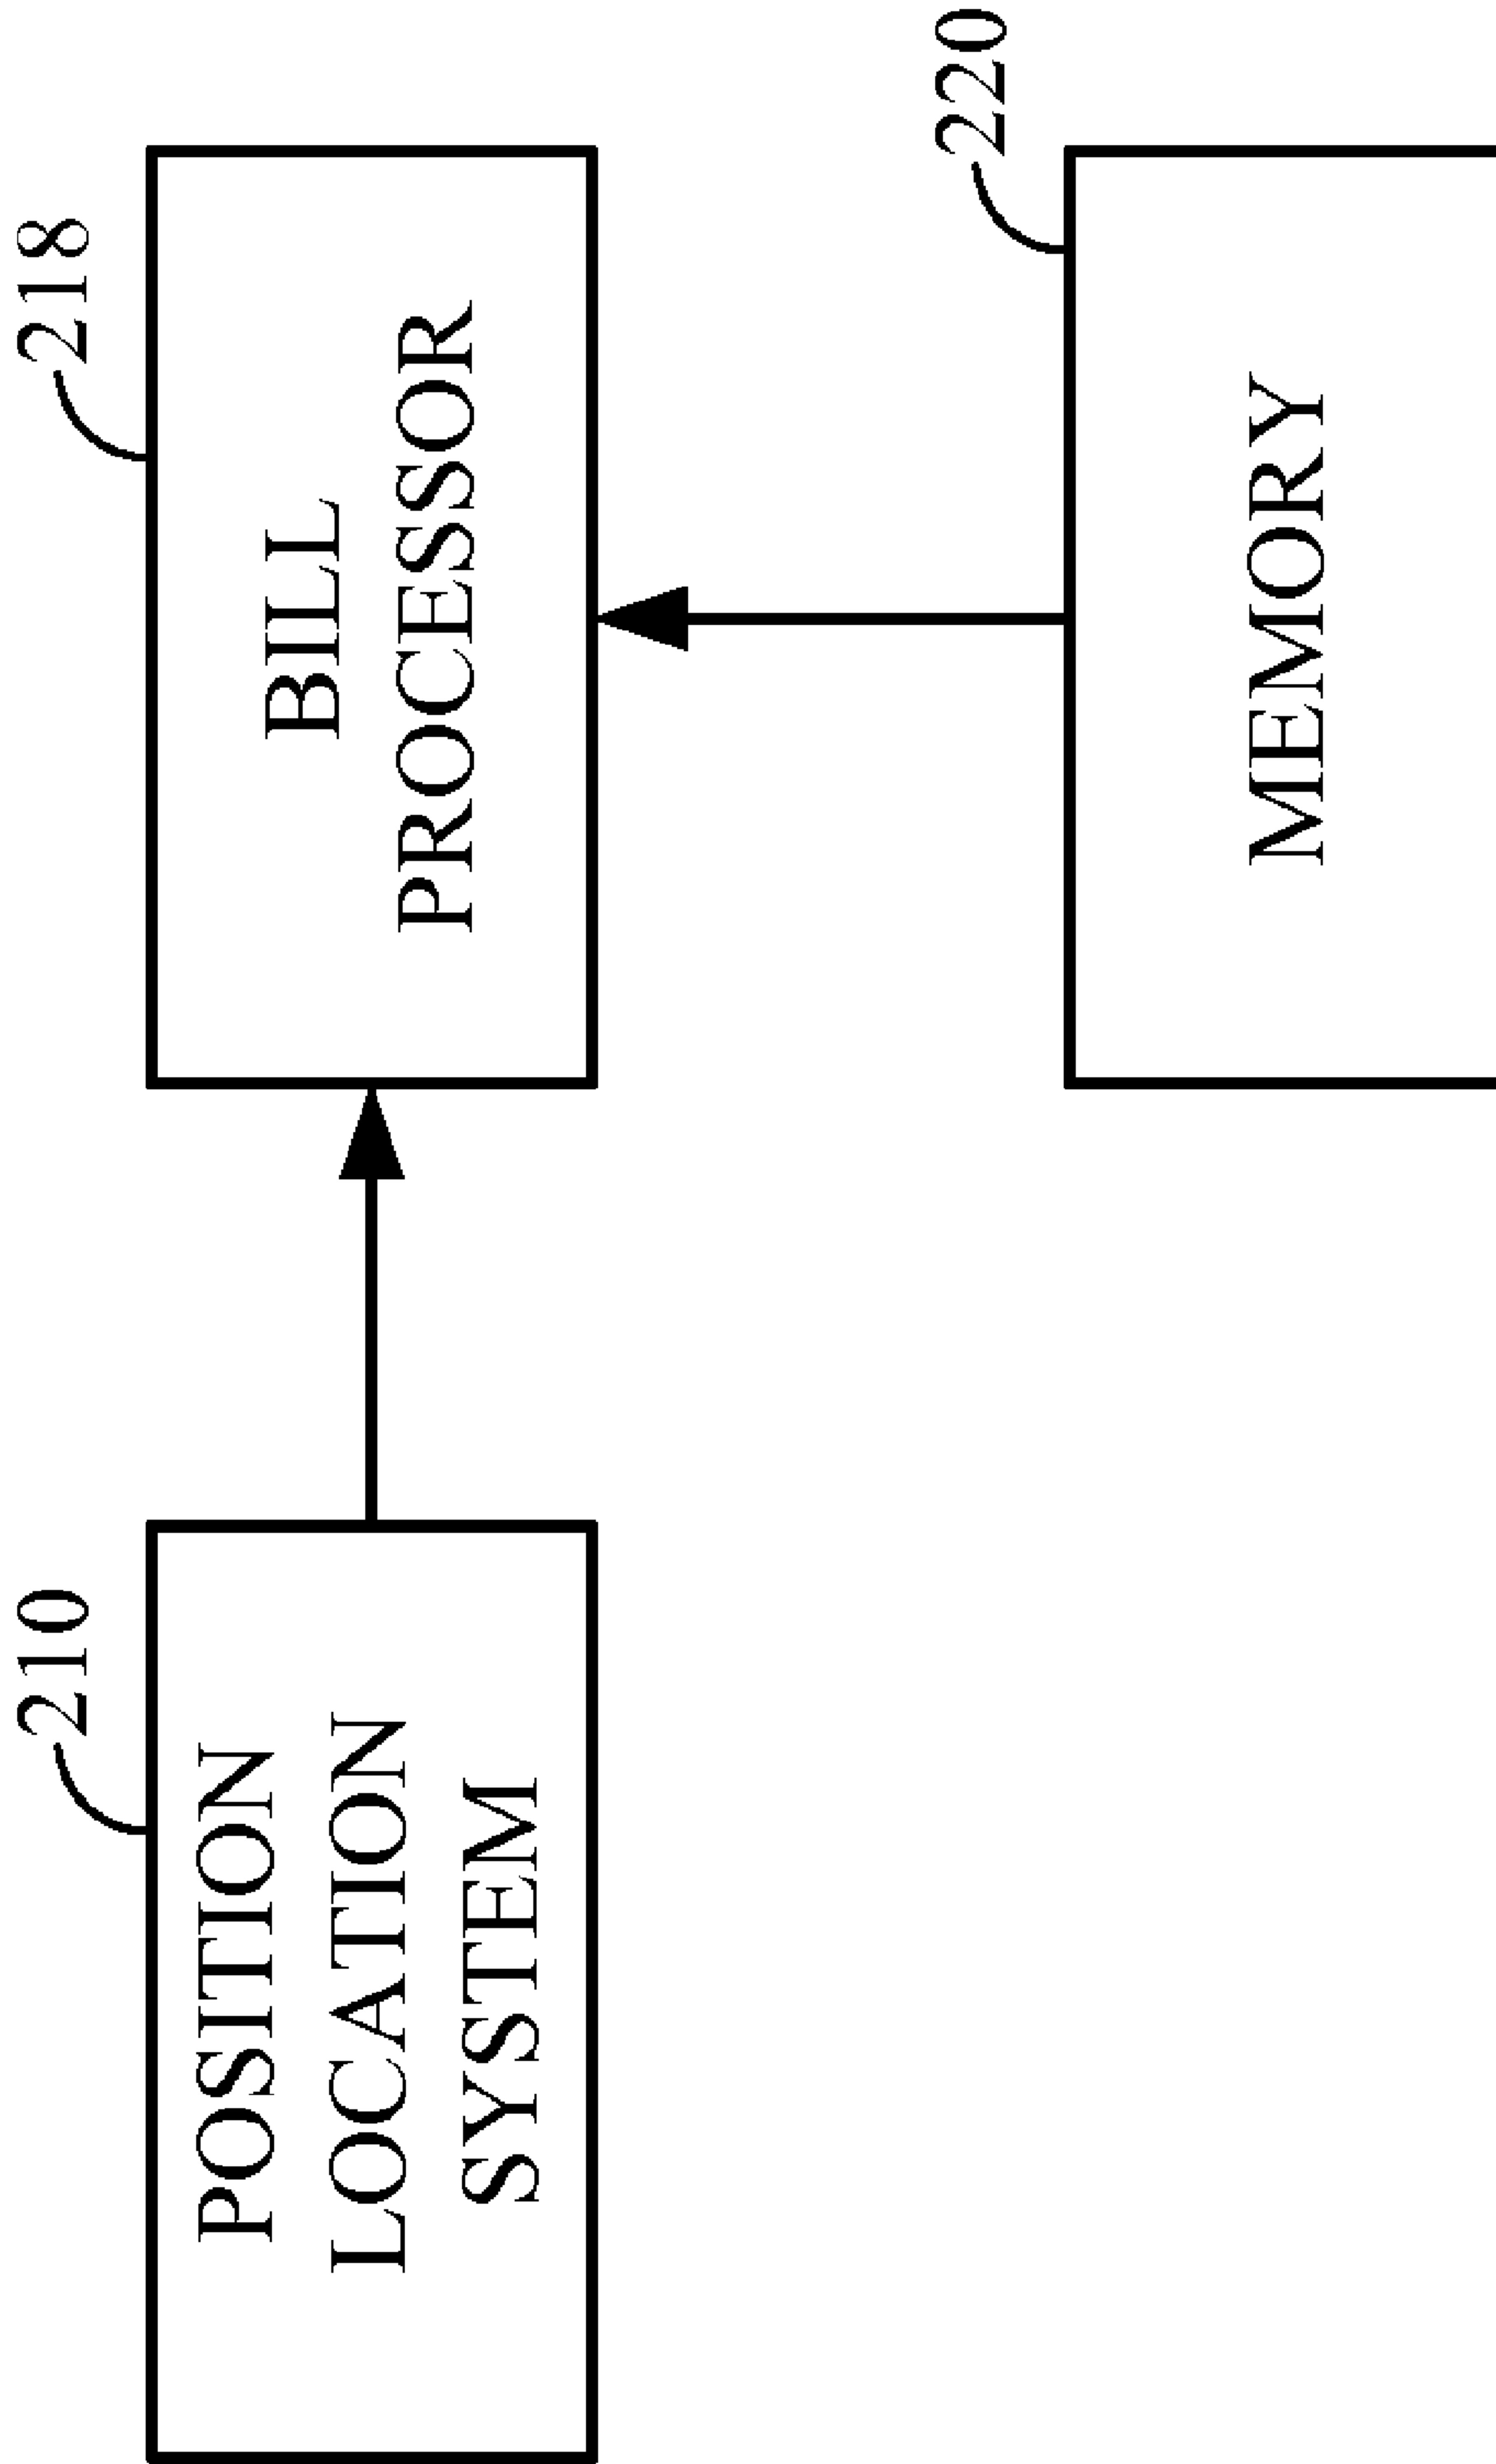 210
POSITION
LOCATION
SYSTEM
218
BILL
PROCESSOR
220
MEMORY